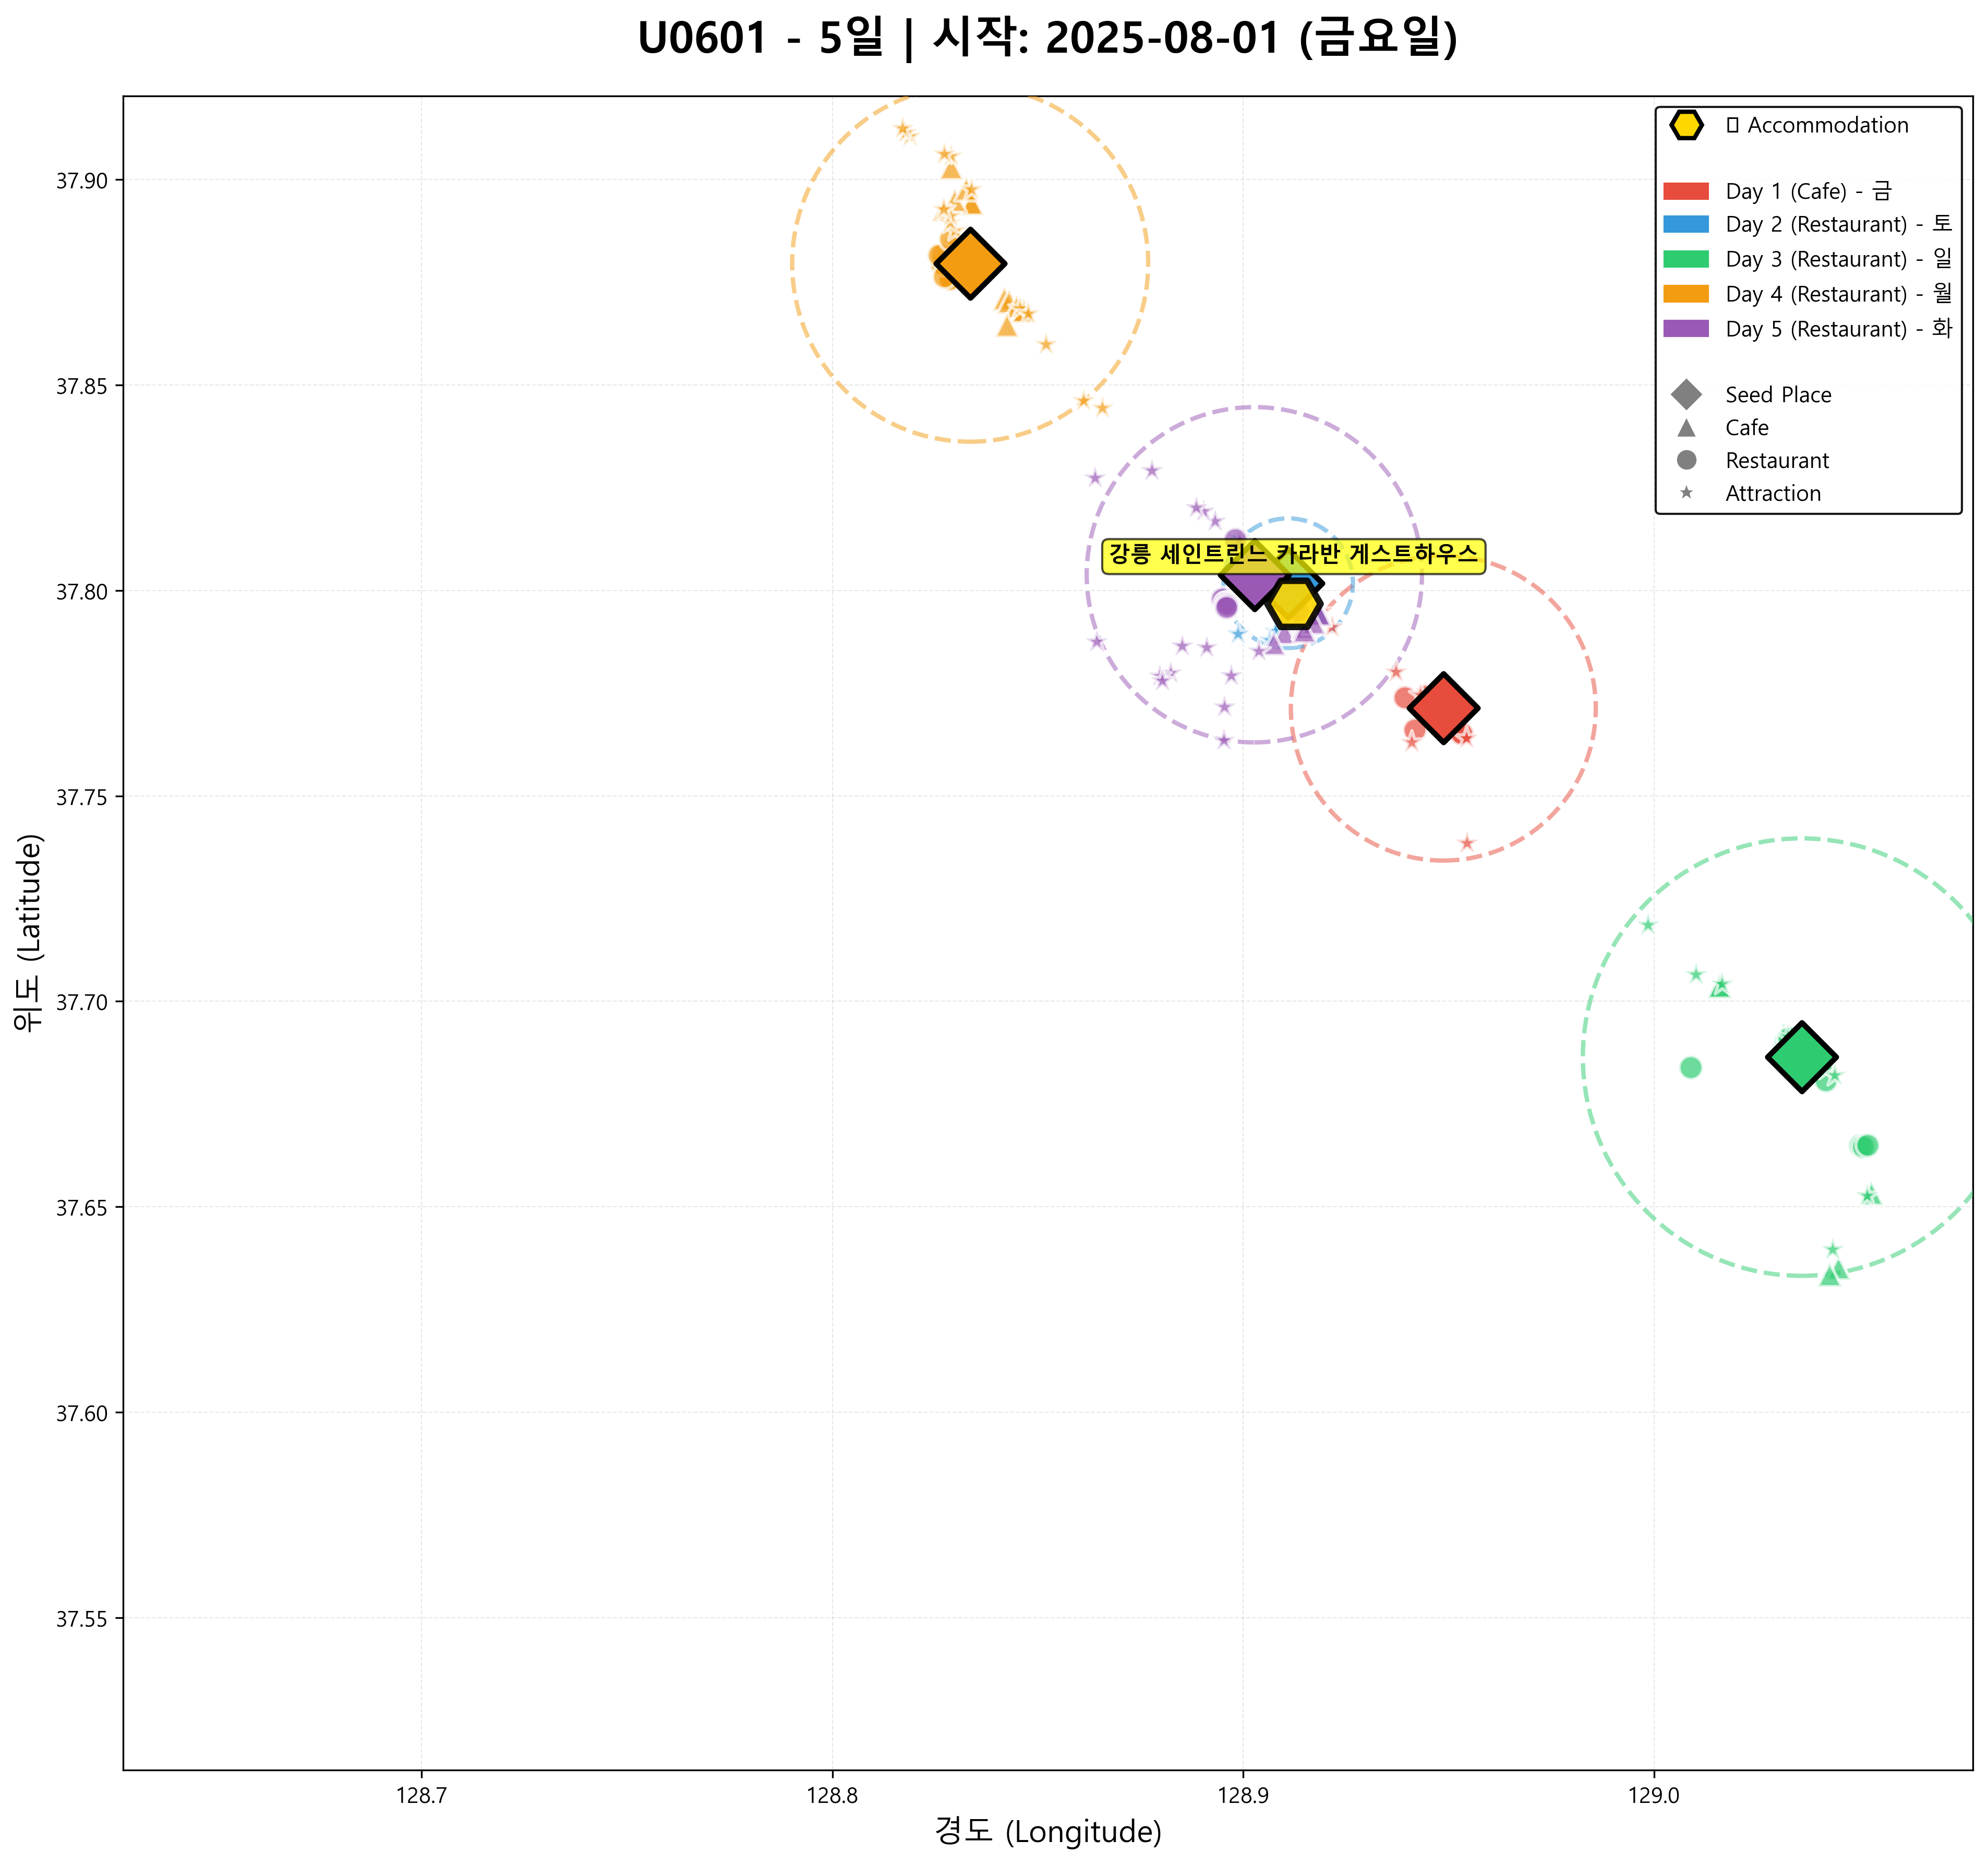 U0601 - 5일 | 시작: 2025-08-01 (금요일)
Accommodation
Day 1 (Cafe) - 금
Day 2 (Restaurant) - 토
Day 3 (Restaurant) - 일
Day 4 (Restaurant) - 월
Day 5 (Restaurant) - 화
Seed Place
Cafe
Restaurant
Attraction
강릉 세인트린느 카라반 게스트하우스
위도 (Latitude)
37.90
37.85
37.80
37.75
37.70
37.65
37.60
37.55
128.7
128.8
128.9
129.0
경도 (Longitude)